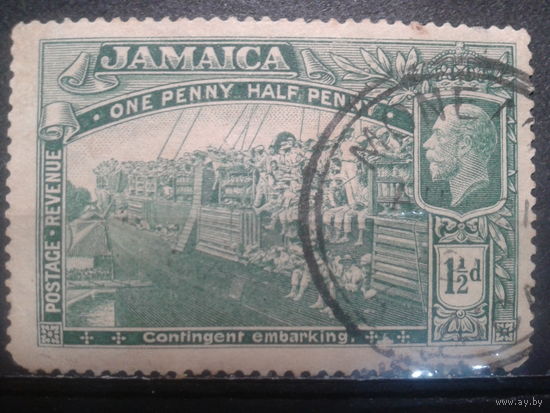 JAMAICA
ONE PENNY HALF PENNY
POSTAGE · REVENUE
1½d
Contingent embarking.
www.ay.by